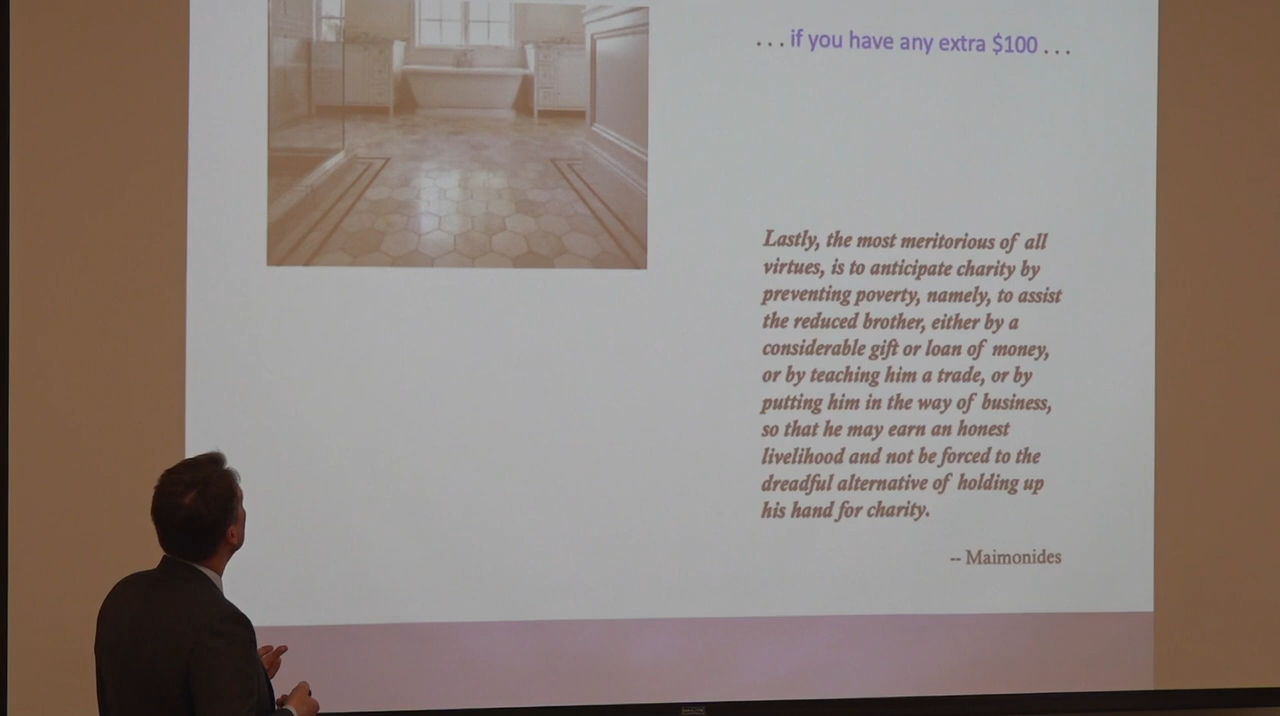 . . . if you have any extra $100 . . .
Lastly, the most meritorious of all
virtues, is to anticipate charity by
preventing poverty, namely, to assist
the reduced brother, either by a
considerable gift or loan of money,
or by teaching him a trade, or by
putting him in the way of business,
so that he may earn an honest
livelihood and not be forced to the
dreadful alternative of holding up
his hand for charity.
-- Maimonides